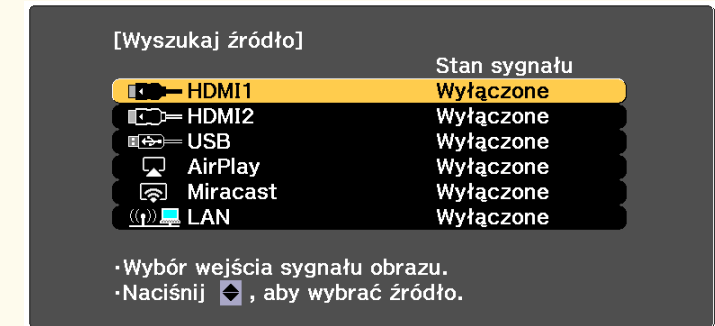 [Wyszukaj źródło]
Stan sygnału
HDMI1 Wyłączone
HDMI2 Wyłączone
USB Wyłączone
AirPlay Wyłączone
Miracast Wyłączone
LAN Wyłączone
·Wybór wejścia sygnału obrazu.
·Naciśnij , aby wybrać źródło.